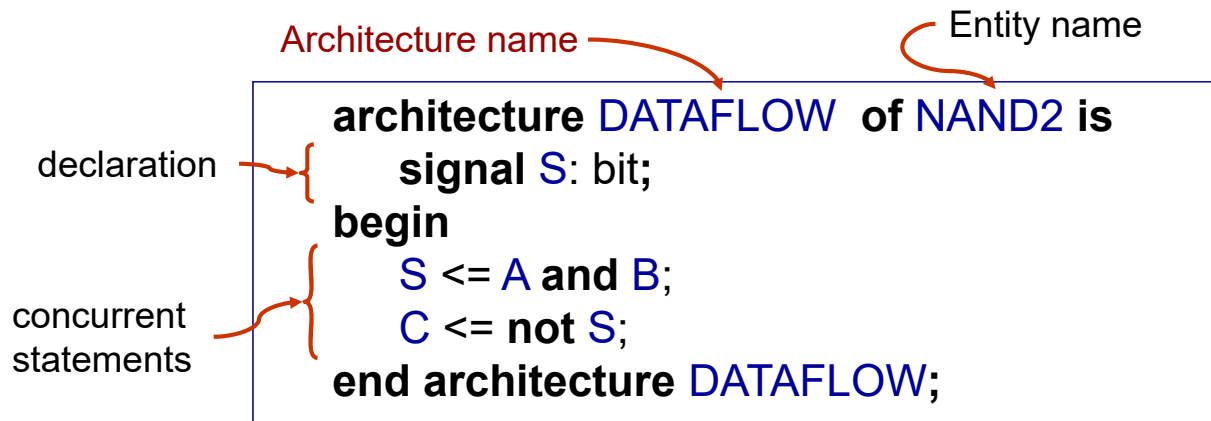 Architecture name
Entity name
architecture DATAFLOW of NAND2 is
declaration
signal S: bit;
begin
S <= A and B;
concurrent
statements
C <= not S;
end architecture DATAFLOW;